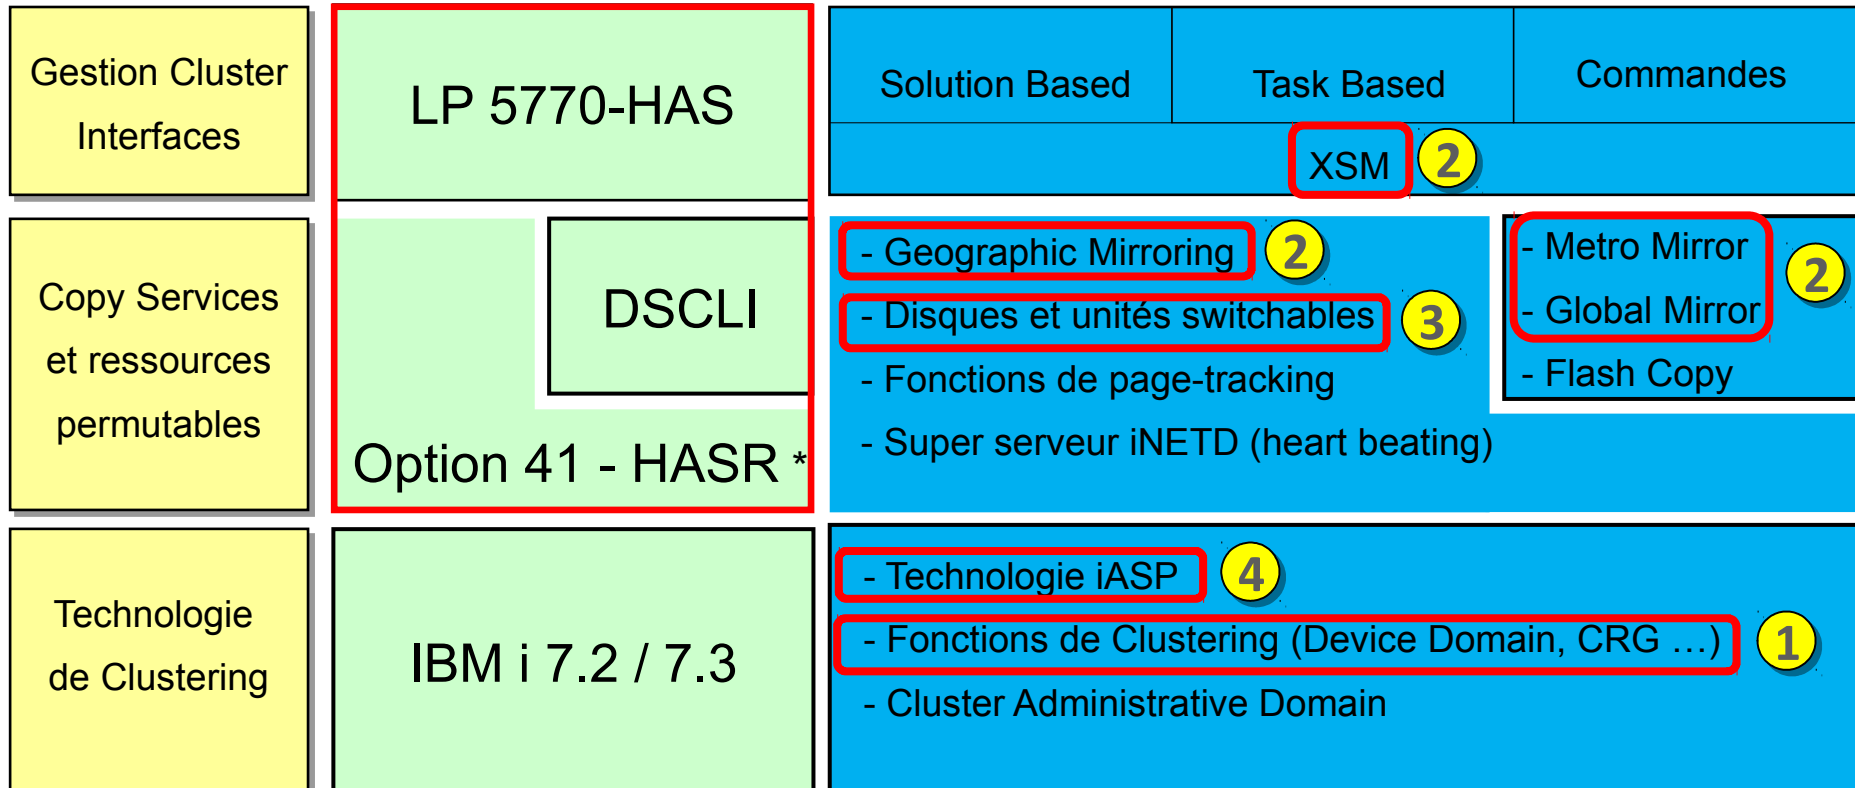 Gestion Cluster
Interfaces
LP 5770-HAS
Solution Based
Task Based
Commandes
XSM
2
Copy Services
et ressources
permutables
DSCLI
Option 41 - HASR *
- Geographic Mirroring
2
- Disques et unités switchables
3
- Fonctions de page-tracking
- Super serveur iNETD (heart beating)
- Metro Mirror
- Global Mirror
2
- Flash Copy
Technologie
de Clustering
IBM i 7.2 / 7.3
- Technologie iASP
4
- Fonctions de Clustering (Device Domain, CRG …)
1
- Cluster Administrative Domain